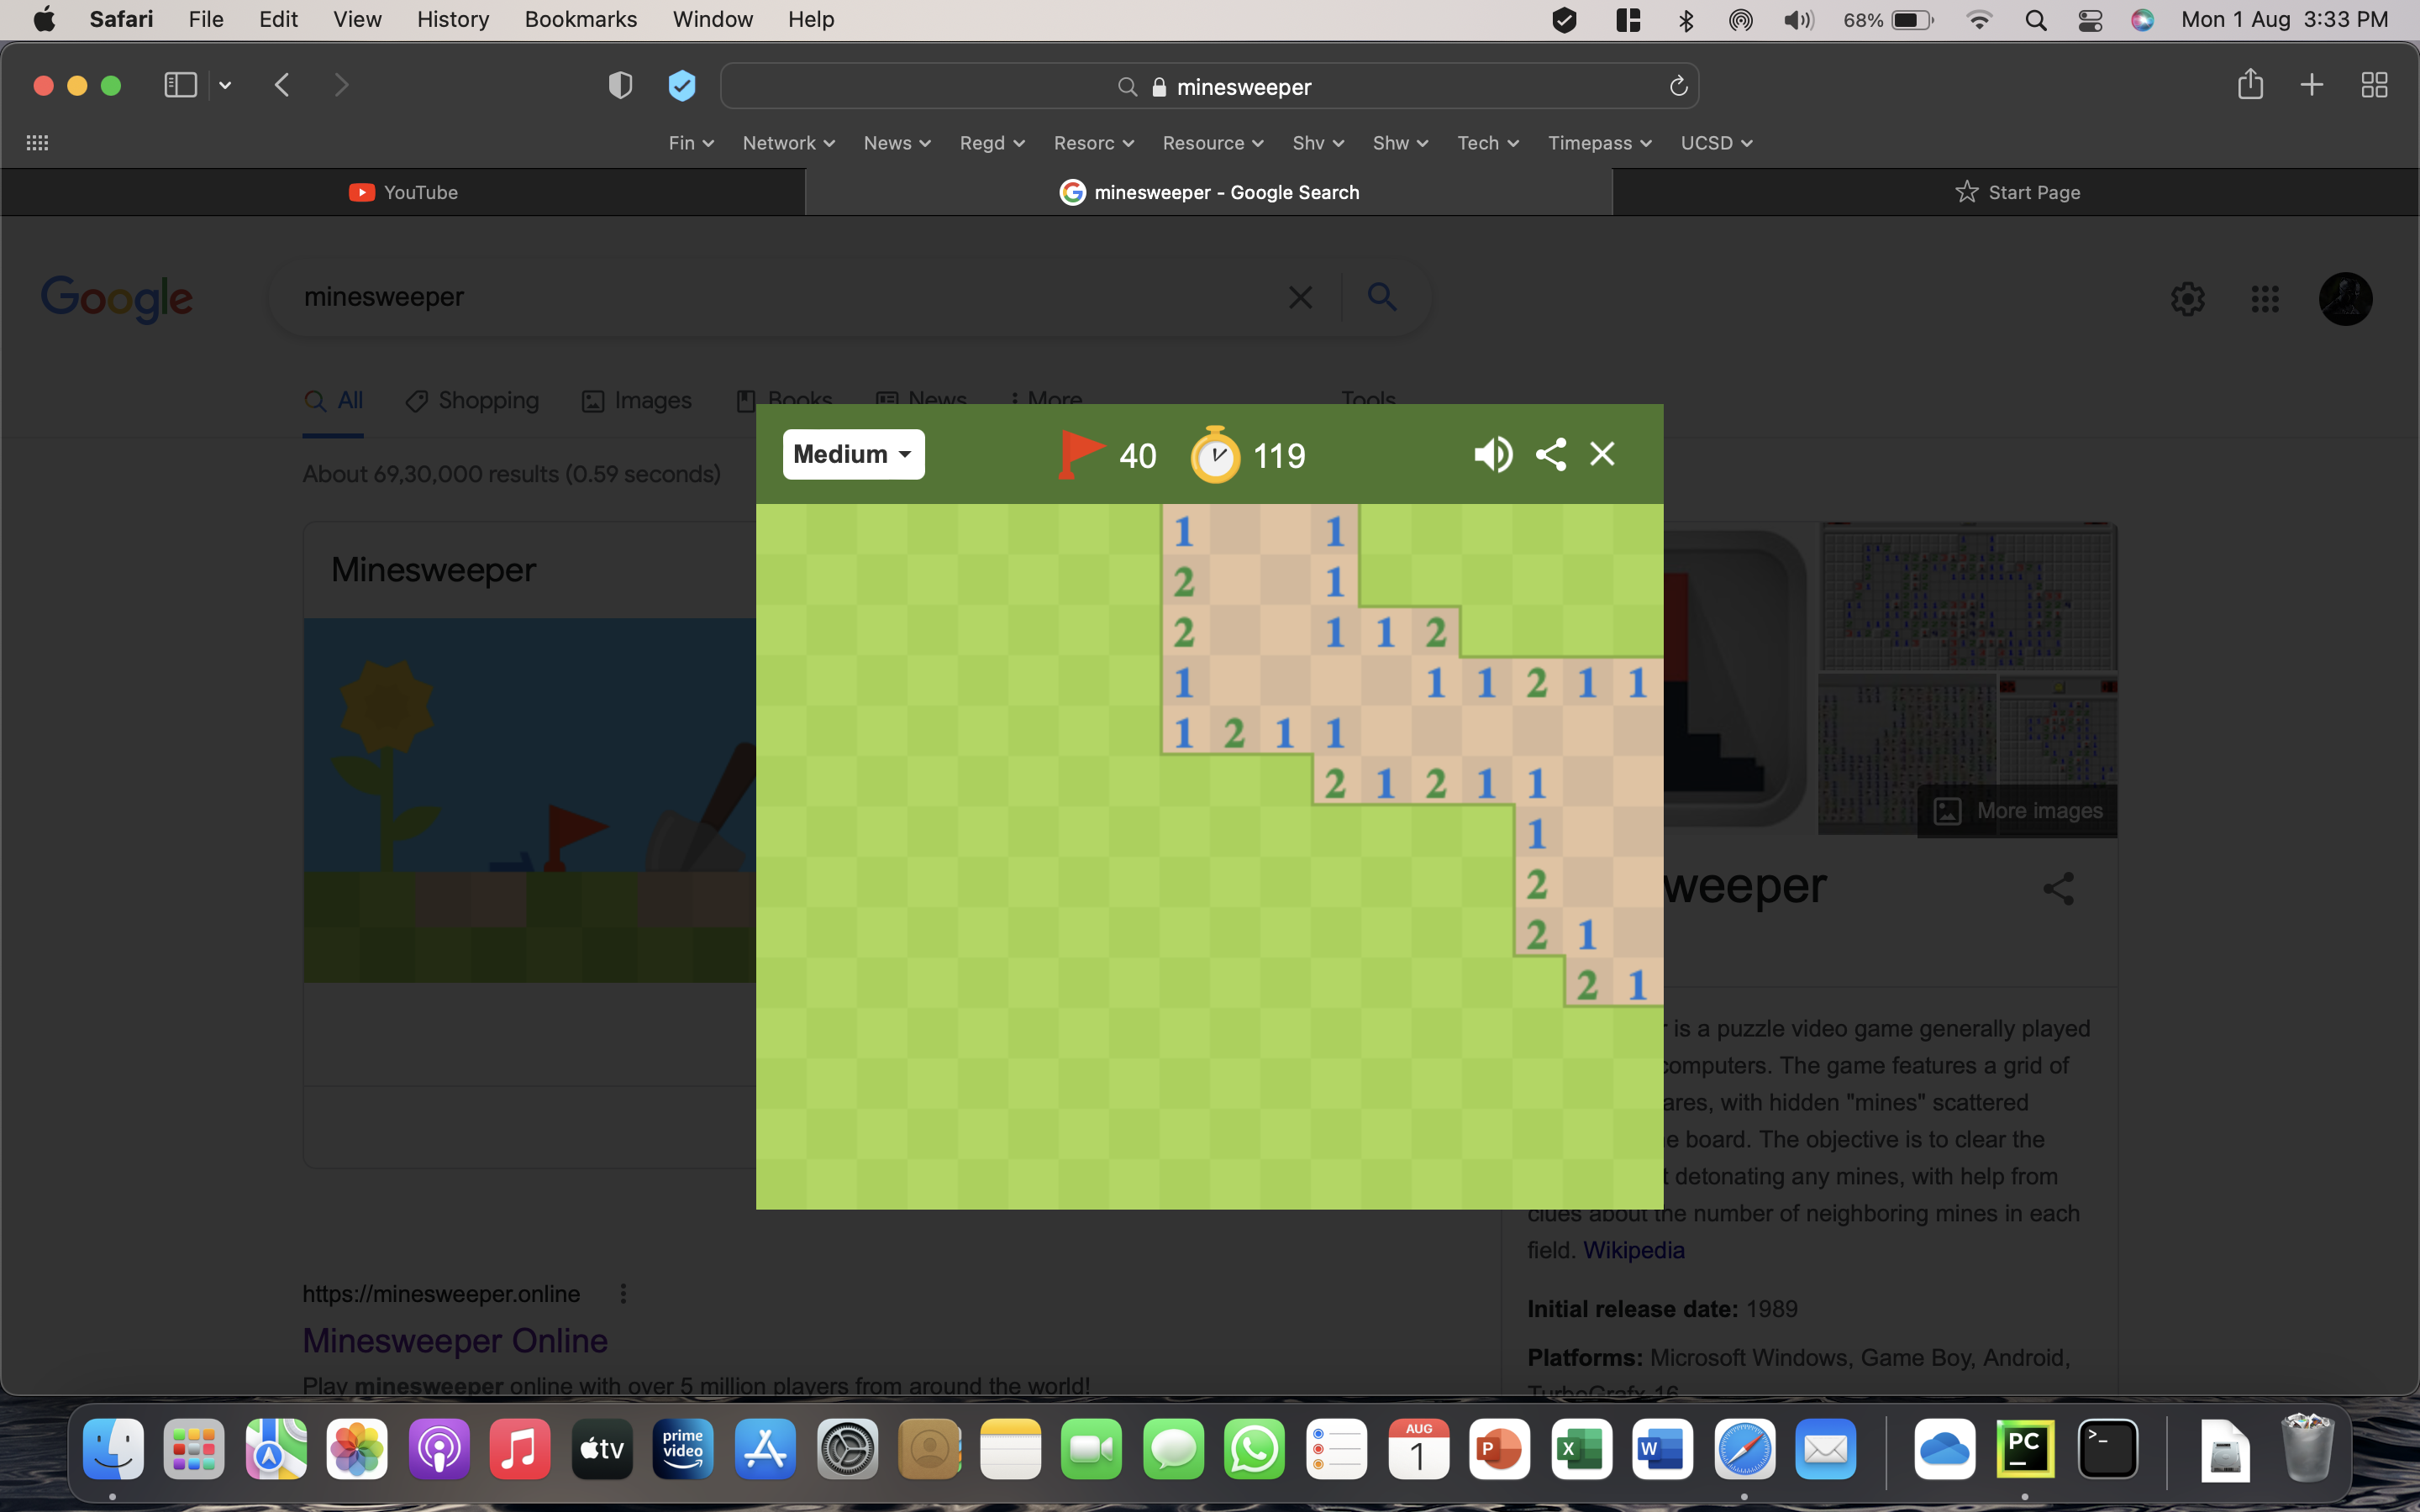 Safari File Edit View History Bookmarks Window Help 68% Mon 1 Aug 3:33 PM
minesweeper
Fin Network News Regd Resorc Resource Shv Shw Tech Timepass UCSD
YouTube minesweeper - Google Search Start Page
Google minesweeper
All Shopping Images Books News More Tools
Medium 40 119
About 69,30,000 results (0.59 seconds)
1 1
Minesweeper
2 1
2 1 1 2
1 1 1 2 1 1
1 2 1 1
2 1 2 1 1
More images
1
2
weeper
2 1
2 1
r is a puzzle video game generally played
computers. The game features a grid of
ares, with hidden "mines" scattered
e board. The objective is to clear the
t detonating any mines, with help from
clues about the number of neighboring mines in each
field. Wikipedia
https://minesweeper.online
Initial release date: 1989
Minesweeper Online
Platforms: Microsoft Windows, Game Boy, Android,
Play minesweeper online with over 5 million players from around the world!
TurboGrafx-16
tv prime video AUG 1 P X W PC >_